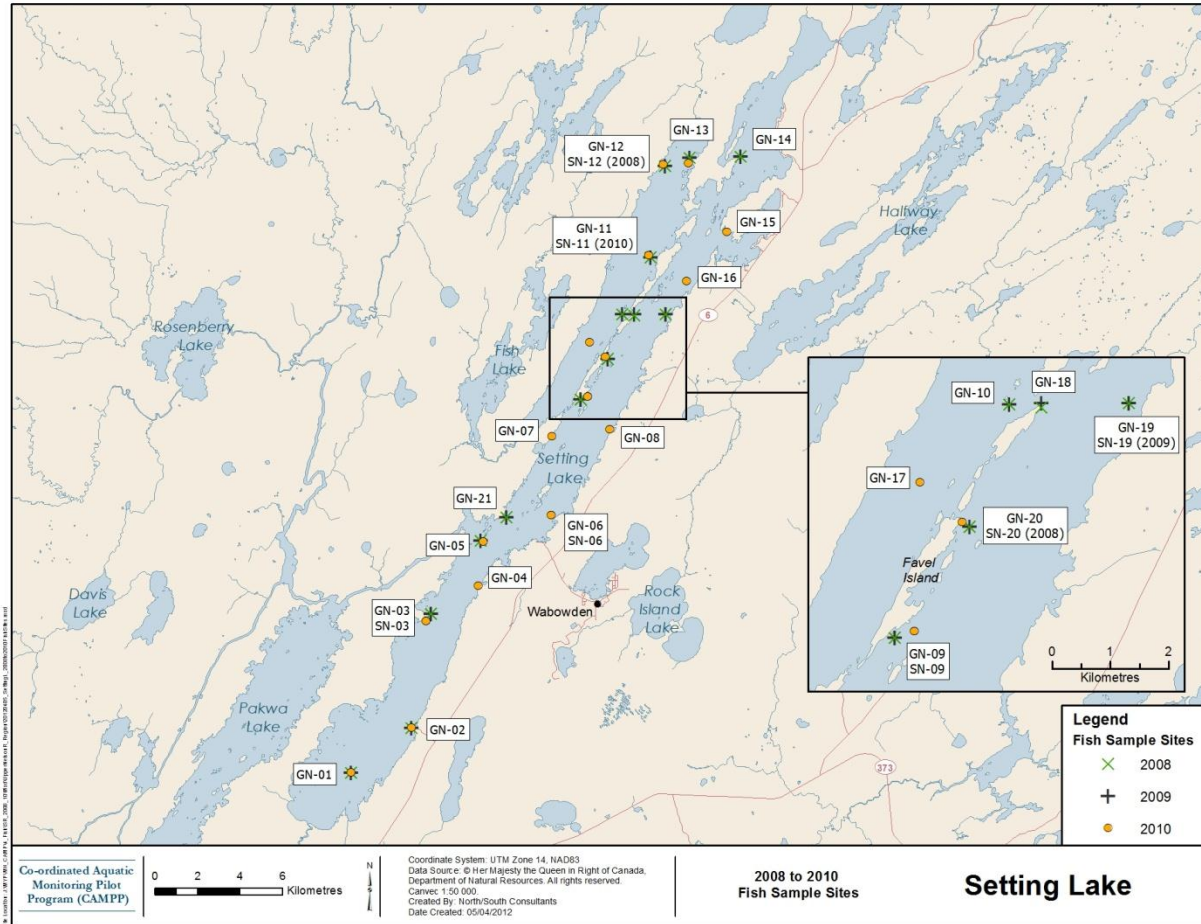 GN-13
GN-12
SN-12 (2008)
GN-14
GN-11
SN-11 (2010)
GN-15
Halfway
Lake
GN-16
6
Rosenberry
Lake
Fish
Lake
GN-07
GN-08
Setting
Lake
GN-21
GN-06
SN-06
GN-05
GN-04
Davis
Lake
Wabowden
Rock
Island
Lake
GN-03
SN-03
Pakwa
Lake
GN-02
GN-01
373
GN-10
GN-18
GN-19
SN-19 (2009)
GN-17
GN-20
SN-20 (2008)
Favel
Island
GN-09
SN-09
0 1 2
Kilometres
Legend
Fish Sample Sites
2008
2009
2010
Co-ordinated Aquatic
Monitoring Pilot
Program (CAMPP)
0 2 4 6
Kilometres
N
Coordinate System: UTM Zone 14, NAD83
Data Source: © Her Majesty the Queen in Right of Canada,
Department of Natural Resources. All rights reserved.
Canvec 1:50 000.
Created By: North/South Consultants
Date Created: 05/04/2012
2008 to 2010
Fish Sample Sites
Setting Lake